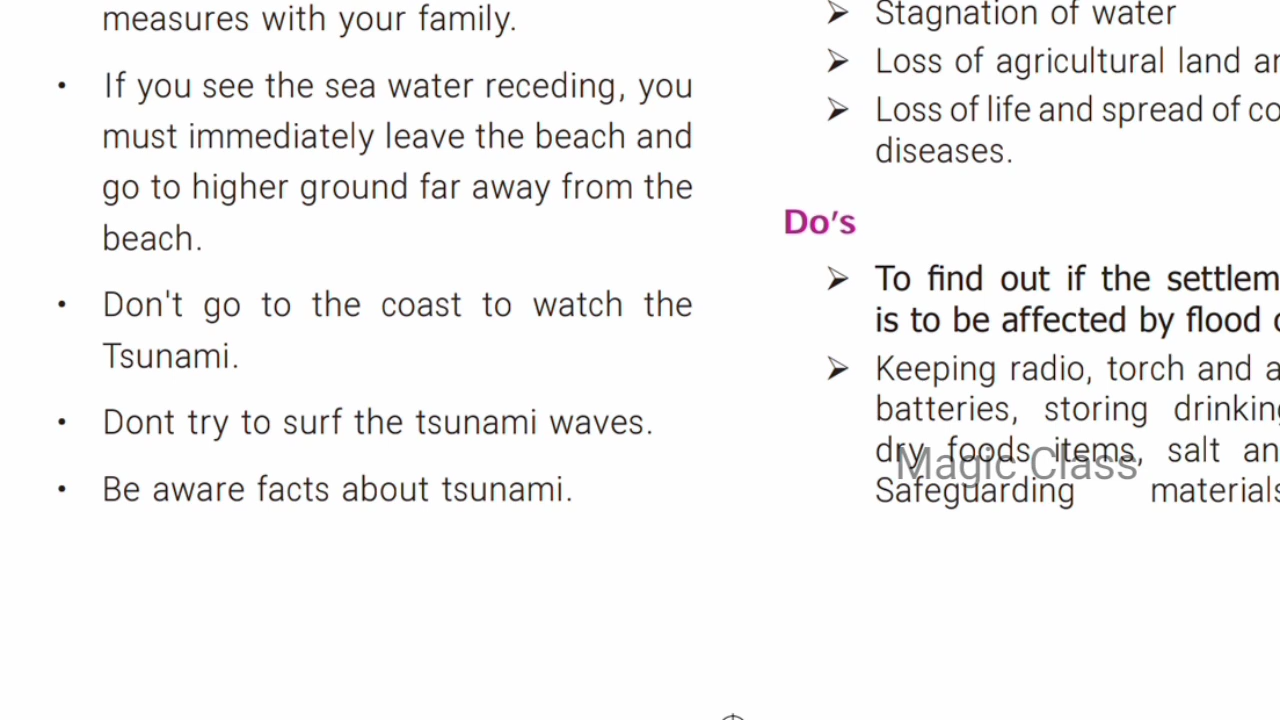 measures with your family.
• If you see the sea water receding, you
must immediately leave the beach and
go to higher ground far away from the
beach.
• Don't go to the coast to watch the
Tsunami.
• Dont try to surf the tsunami waves.
• Be aware facts about tsunami.
➢ Stagnation of water
➢ Loss of agricultural land
➢ Loss of life and spread of
diseases.
Do's
➢ To find out if the
is to be affected by flood
➢ Keeping radio, torch and
batteries, storing
dry foods items, salt
Safeguarding materials
Magic Class